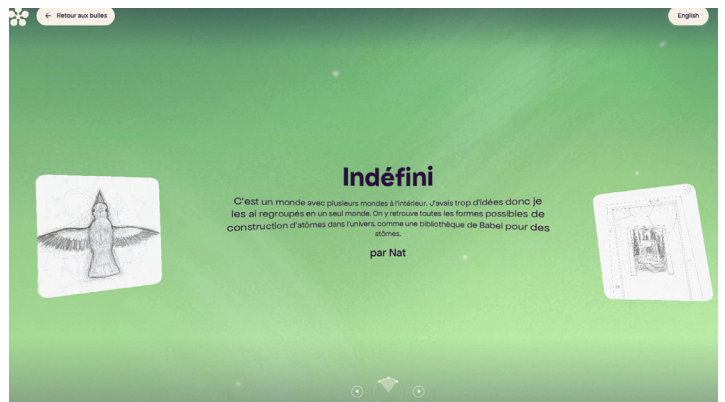 Retour aux bulles
English
Indéfini
C'est un monde avec plusieurs mondes à l'intérieur. J'avais trop d'idées donc je
les ai regroupés en un seul monde. On y retrouve toutes les formes possibles de
construction d'atômes dans l'univers, comme une bibliothèque de Babel pour des
atômes.
par Nat